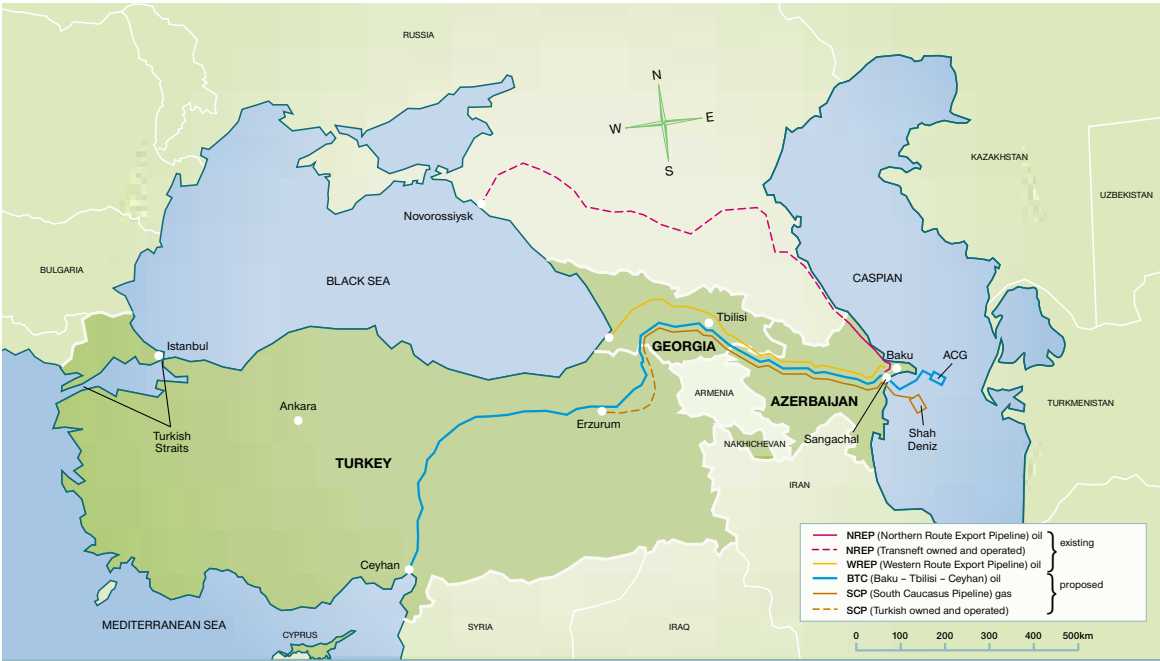 RUSSIA
N
W
E
S
KAZAKHSTAN
UZBEKISTAN
Novorossiysk
BULGARIA
BLACK SEA
CASPIAN
Tbilisi
Istanbul
GEORGIA
Baku
ACG
ARMENIA
AZERBAIJAN
TURKMENISTAN
Ankara
Erzurum
Turkish
Straits
Sangachal
Shah
Deniz
NAKHICHEVAN
TURKEY
IRAN
Ceyhan
MEDITERRANEAN SEA
CYPRUS
SYRIA
IRAQ
NREP (Northern Route Export Pipeline) oil
NREP (Transneft owned and operated)
WREP (Western Route Export Pipeline) oil
existing
BTC (Baku – Tbilisi – Ceyhan) oil
SCP (South Caucasus Pipeline) gas
SCP (Turkish owned and operated)
proposed
0 100 200 300 400 500km